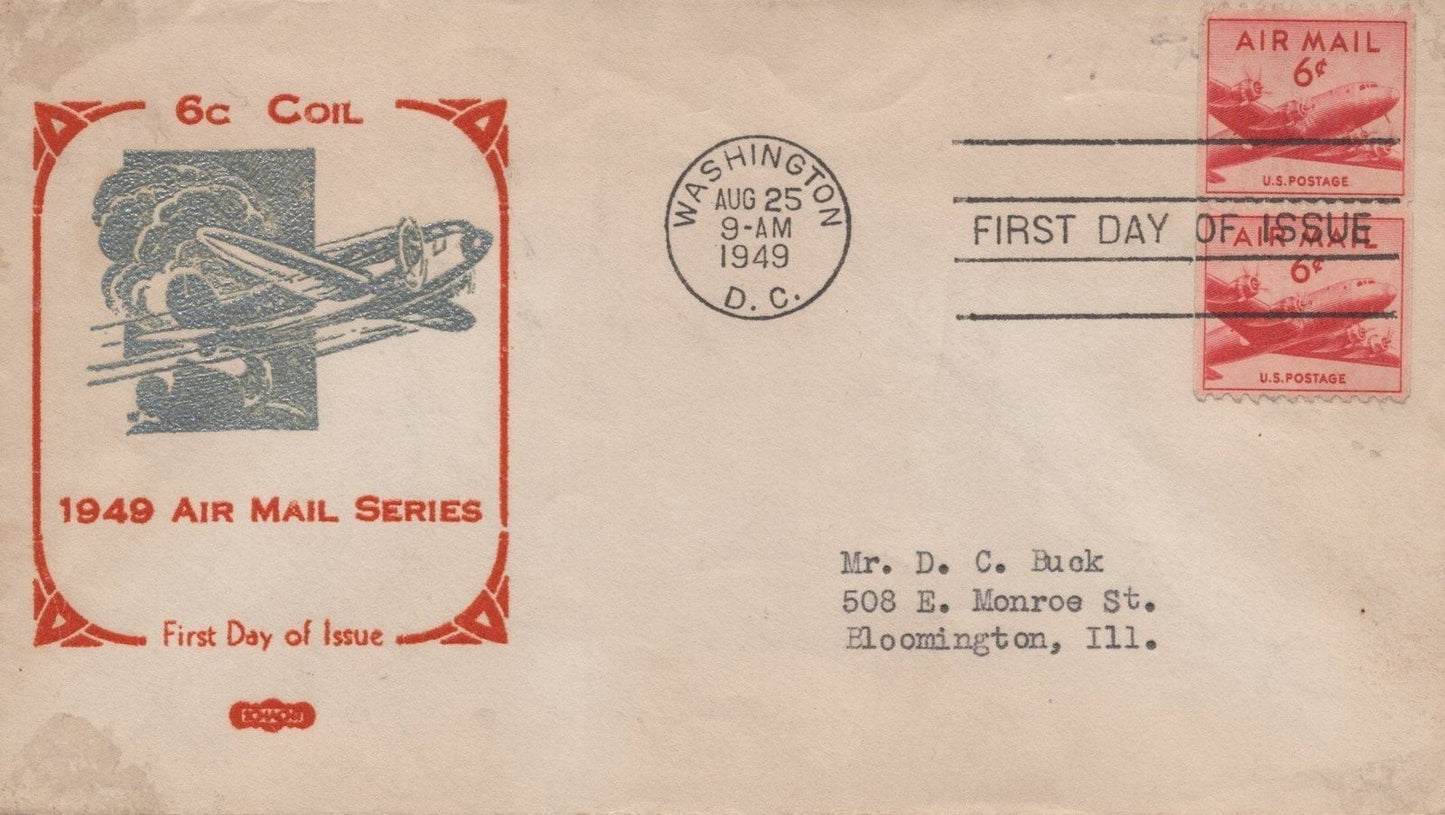 6c Coil
1949 Air Mail Series
First Day of Issue
WASHINGTON
AUG 25
9-AM
1949
D. C.
FIRST DAY OF ISSUE
AIR MAIL
6¢
U.S. POSTAGE
AIR MAIL
6¢
U.S. POSTAGE
Mr. D. C. Buck
508 E. Monroe St.
Bloomington, Ill.